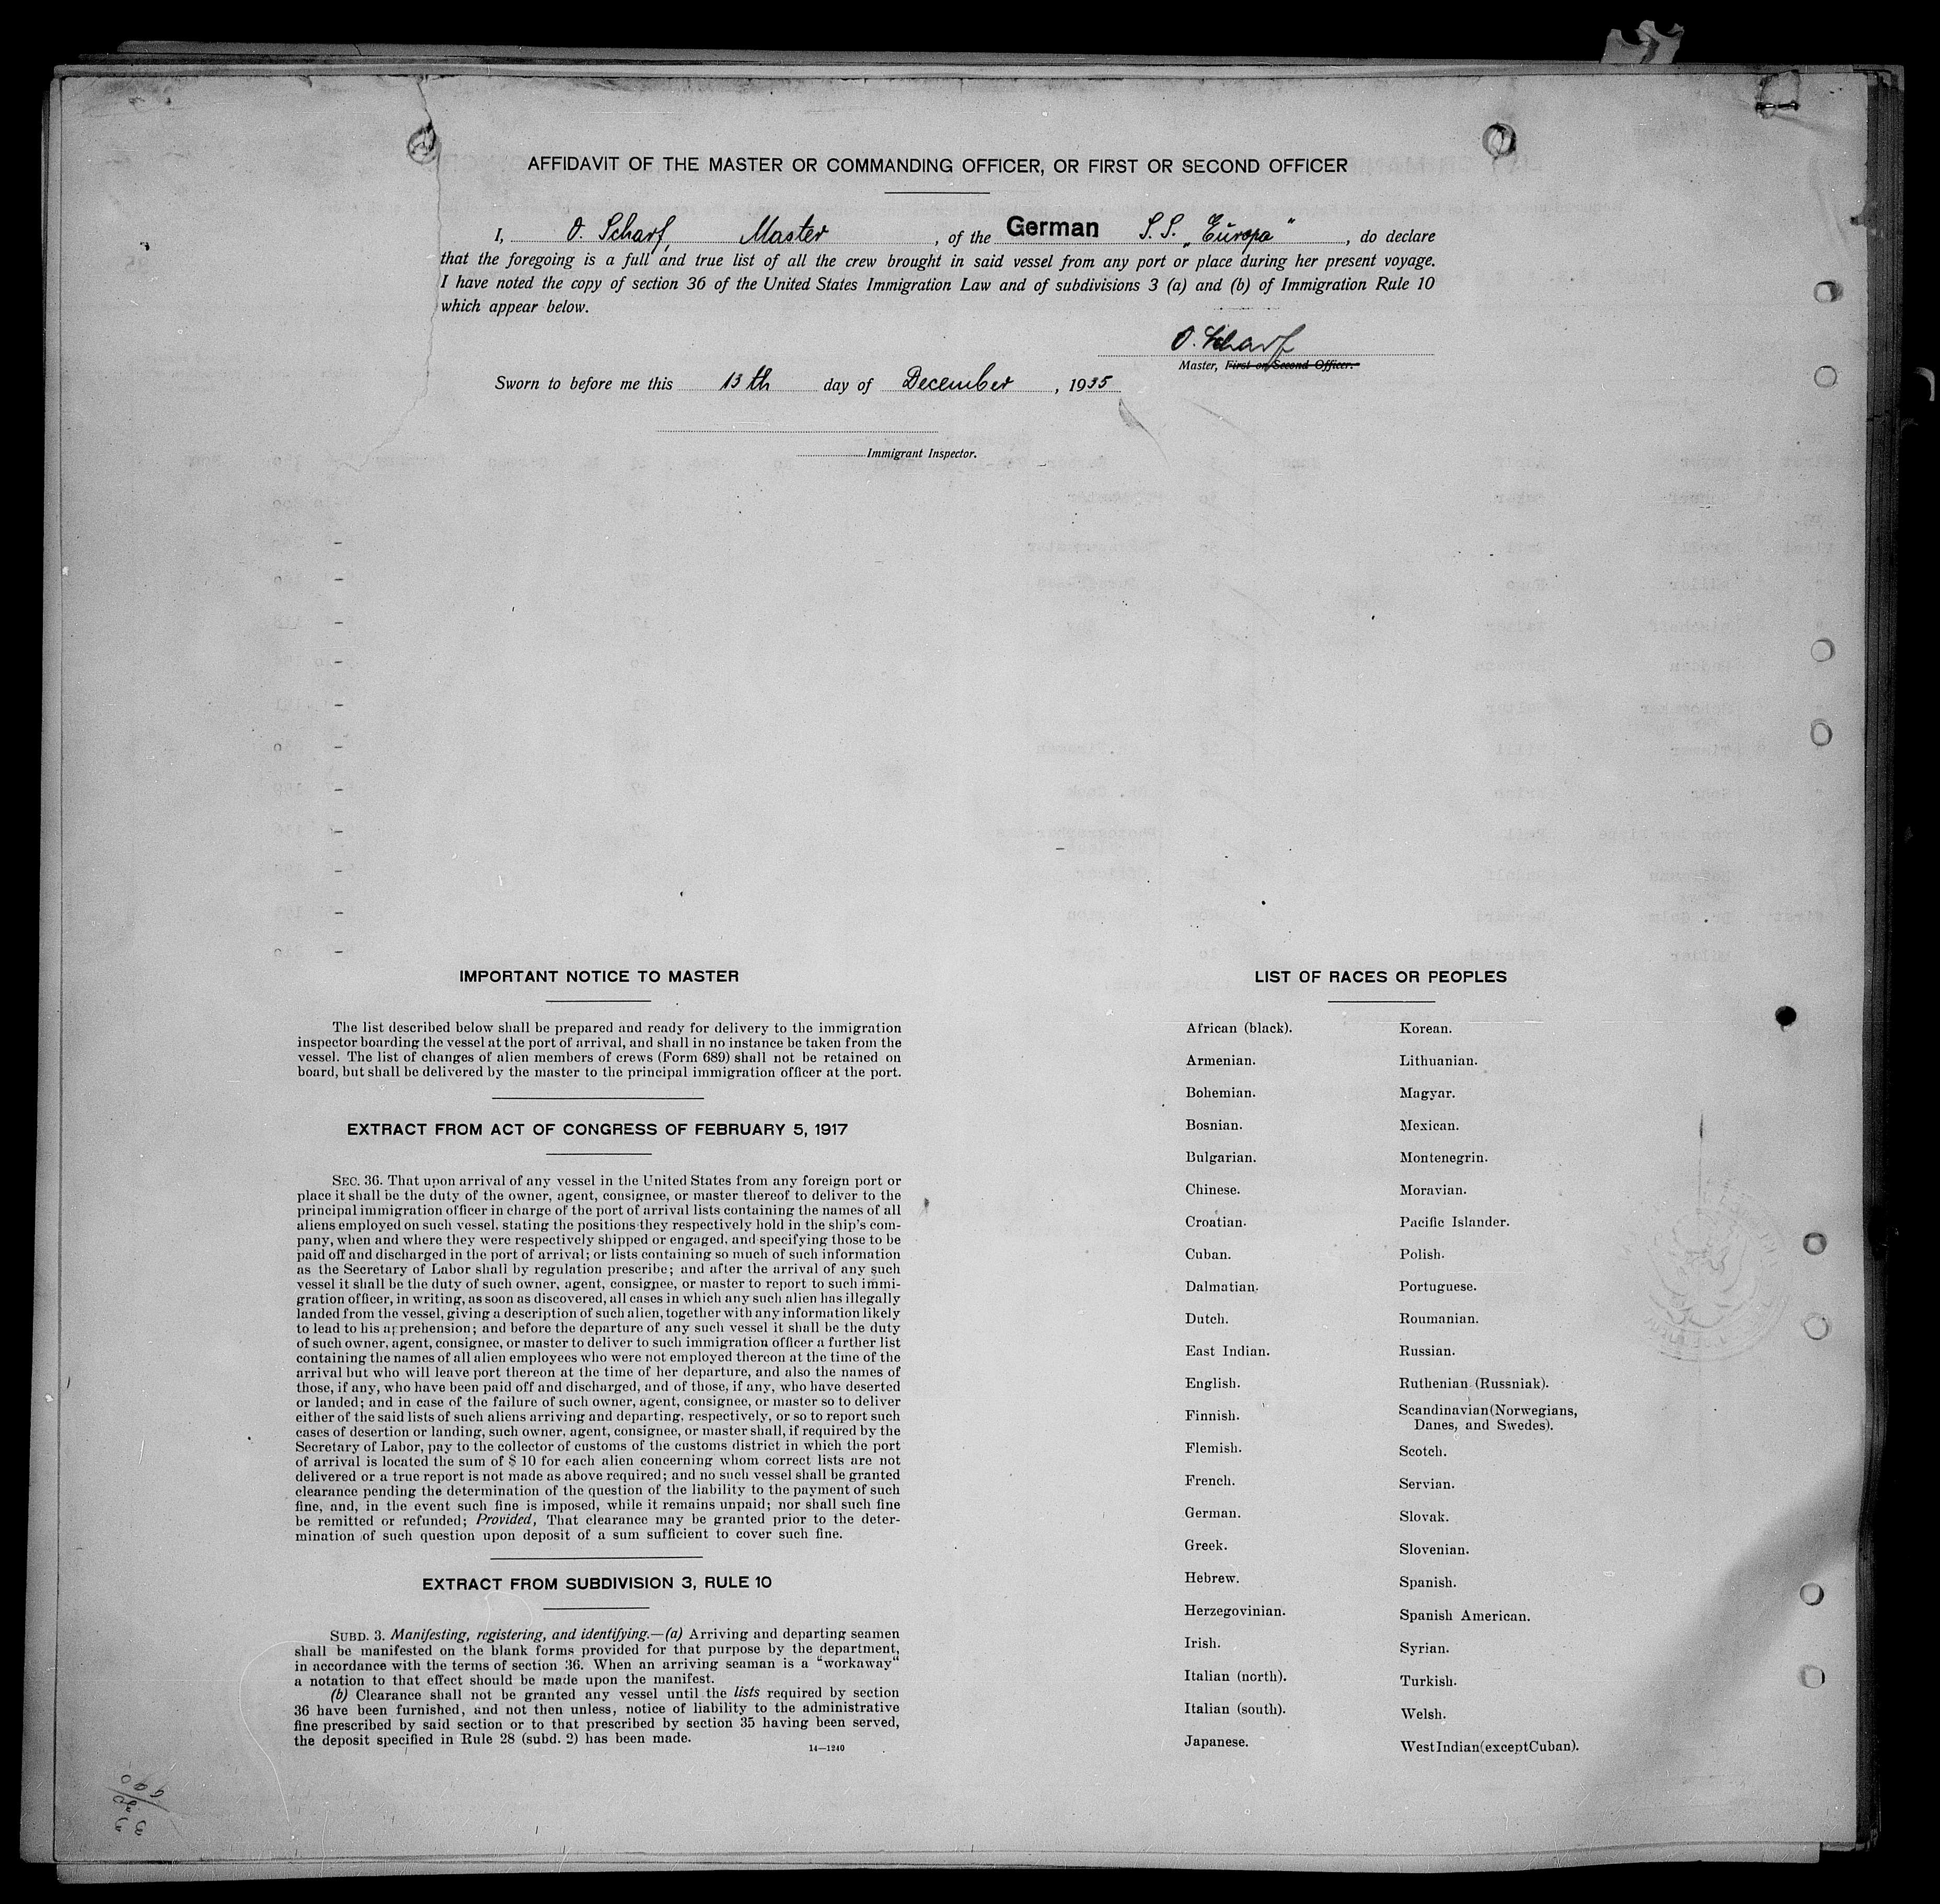 AFFIDAVIT OF THE MASTER OR COMMANDING OFFICER, OR FIRST OR SECOND OFFICER
I, O. Scharf, Master, of the German S.S. „Europa“, do declare
that the foregoing is a full and true list of all the crew brought in said vessel from any port or place during her present voyage.
I have noted the copy of section 36 of the United States Immigration Law and of subdivisions 3 (a) and (b) of Immigration Rule 10
which appear below.
O. Scharf
Master, First or Second Officer.
Sworn to before me this 13th day of December, 1935
Immigrant Inspector.
IMPORTANT NOTICE TO MASTER
The list described below shall be prepared and ready for delivery to the immigration
inspector boarding the vessel at the port of arrival, and shall in no instance be taken from the
vessel. The list of changes of alien members of crews (Form 689) shall not be retained on
board, but shall be delivered by the master to the principal immigration officer at the port.
EXTRACT FROM ACT OF CONGRESS OF FEBRUARY 5, 1917
SEC. 36. That upon arrival of any vessel in the United States from any foreign port or
place it shall be the duty of the owner, agent, consignee, or master thereof to deliver to the
principal immigration officer in charge of the port of arrival lists containing the names of all
aliens employed on such vessel, stating the positions they respectively hold in the ship's com-
pany, when and where they were respectively shipped or engaged, and specifying those to be
paid off and discharged in the port of arrival; or lists containing so much of such information
as the Secretary of Labor shall by regulation prescribe; and after the arrival of any such
vessel it shall be the duty of such owner, agent, consignee, or master to report to such immi-
gration officer, in writing, as soon as discovered, all cases in which any such alien has illegally
landed from the vessel, giving a description of such alien, together with any information likely
to lead to his apprehension; and before the departure of any such vessel it shall be the duty
of such owner, agent, consignee, or master to deliver to such immigration officer a further list
containing the names of all alien employees who were not employed thereon at the time of the
arrival but who will leave port thereon at the time of her departure, and also the names of
those, if any, who have been paid off and discharged, and of those, if any, who have deserted
or landed; and in case of the failure of such owner, agent, consignee, or master so to deliver
either of the said lists of such aliens arriving and departing, respectively, or so to report such
cases of desertion or landing, such owner, agent, consignee, or master shall, if required by the
Secretary of Labor, pay to the collector of customs of the customs district in which the port
of arrival is located the sum of $ 10 for each alien concerning whom correct lists are not
delivered or a true report is not made as above required; and no such vessel shall be granted
clearance pending the determination of the question of the liability to the payment of such
fine, and, in the event such fine is imposed, while it remains unpaid; nor shall such fine
be remitted or refunded; Provided, That clearance may be granted prior to the deter-
mination of such question upon deposit of a sum sufficient to cover such fine.
EXTRACT FROM SUBDIVISION 3, RULE 10
SUBD. 3. Manifesting, registering, and identifying.—(a) Arriving and departing seamen
shall be manifested on the blank forms provided for that purpose by the department,
in accordance with the terms of section 36. When an arriving seaman is a “workaway“
a notation to that effect should be made upon the manifest.
(b) Clearance shall not be granted any vessel until the lists required by section
36 have been furnished, and not then unless, notice of liability to the administrative
fine prescribed by said section or to that prescribed by section 35 having been served,
the deposit specified in Rule 28 (subd. 2) has been made.
14—1240
LIST OF RACES OR PEOPLES
African (black).
Armenian.
Bohemian.
Bosnian.
Bulgarian.
Chinese.
Croatian.
Cuban.
Dalmatian.
Dutch.
East Indian.
English.
Finnish.
Flemish.
French.
German.
Greek.
Hebrew.
Herzegovinian.
Irish.
Italian (north).
Italian (south).
Japanese.
Korean.
Lithuanian.
Magyar.
Mexican.
Montenegrin.
Moravian.
Pacific Islander.
Polish.
Portuguese.
Roumanian.
Russian.
Ruthenian (Russniak).
Scandinavian (Norwegians,
Danes, and Swedes).
Scotch.
Servian.
Slovak.
Slovenian.
Spanish.
Spanish American.
Syrian.
Turkish.
Welsh.
West Indian (except Cuban).